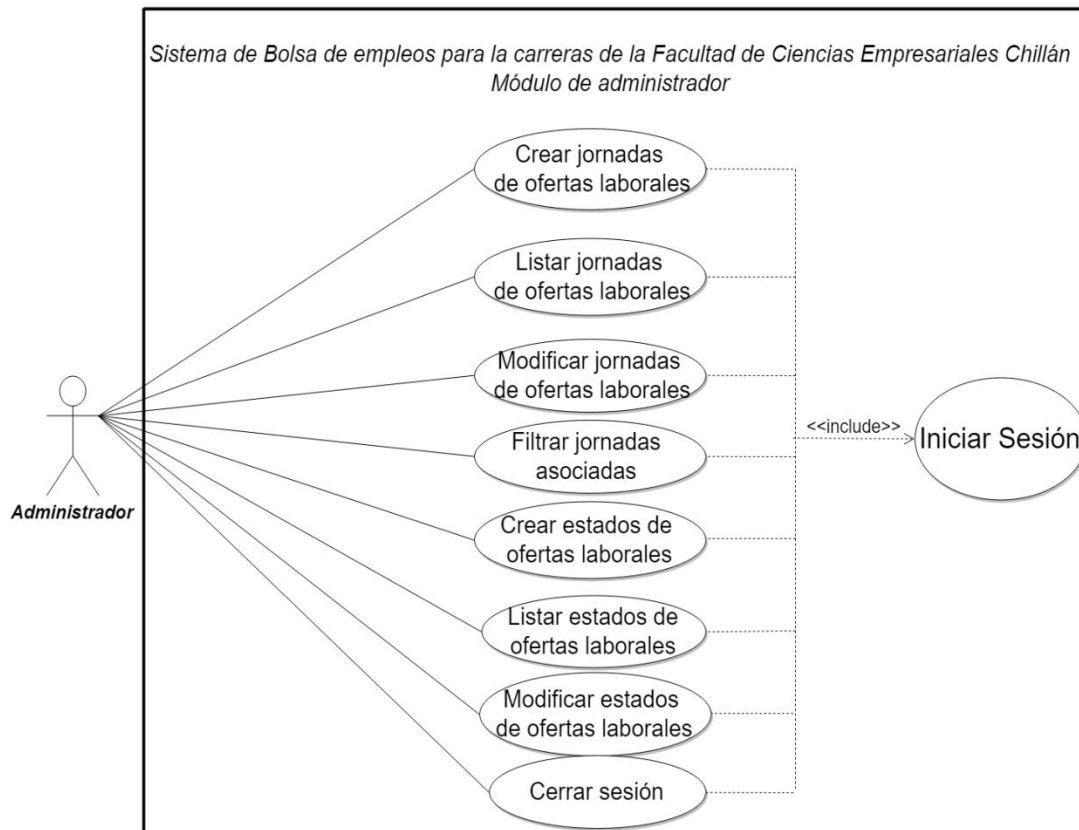 Sistema de Bolsa de empleos para la carreras de la Facultad de Ciencias Empresariales Chillán
Módulo de administrador
Crear jornadas
de ofertas laborales
Listar jornadas
de ofertas laborales
Modificar jornadas
de ofertas laborales
Filtrar jornadas
asociadas
Crear estados de
ofertas laborales
Listar estados de
ofertas laborales
Modificar estados
de ofertas laborales
Cerrar sesión
Administrador
<<include>>
Iniciar Sesión